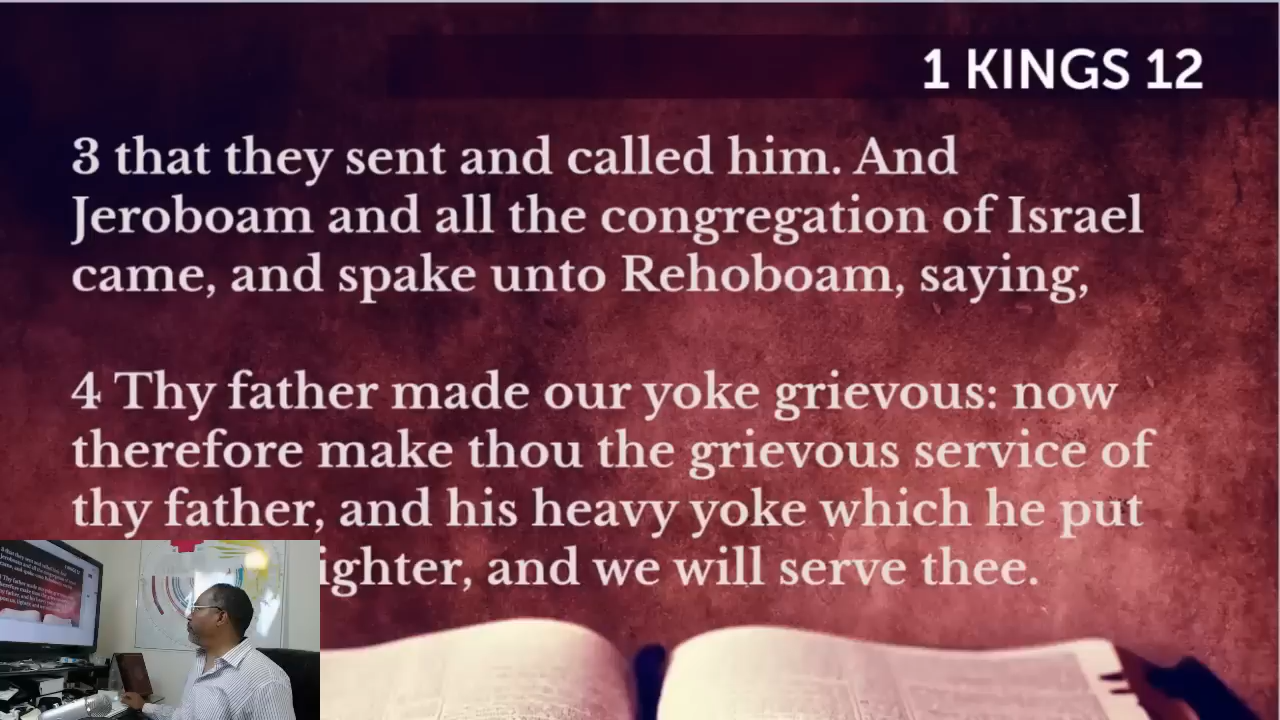 1 KINGS 12
3 that they sent and called him. And
Jeroboam and all the congregation of Israel
came, and spake unto Rehoboam, saying,
4 Thy father made our yoke grievous: now
therefore make thou the grievous service of
thy father, and his heavy yoke which he put
ighter, and we will serve thee.